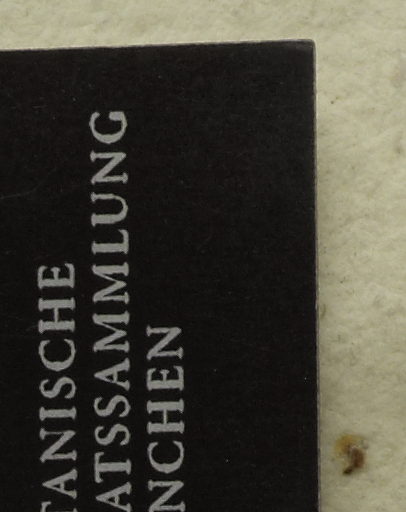 TANISCHE
ATSSAMMLUNG
NCHEN